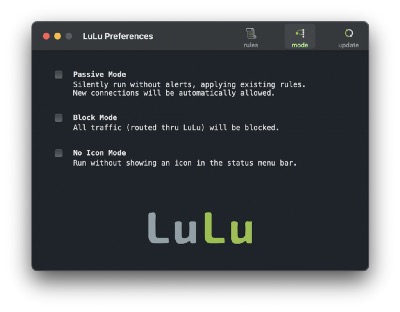 LuLu Preferences
rules
mode
update
Passive Mode
Silently run without alerts, applying existing rules.
New connections will be automatically allowed.
Block Mode
All traffic (routed thru LuLu) will be blocked.
No Icon Mode
Run without showing an icon in the status menu bar.
LuLu